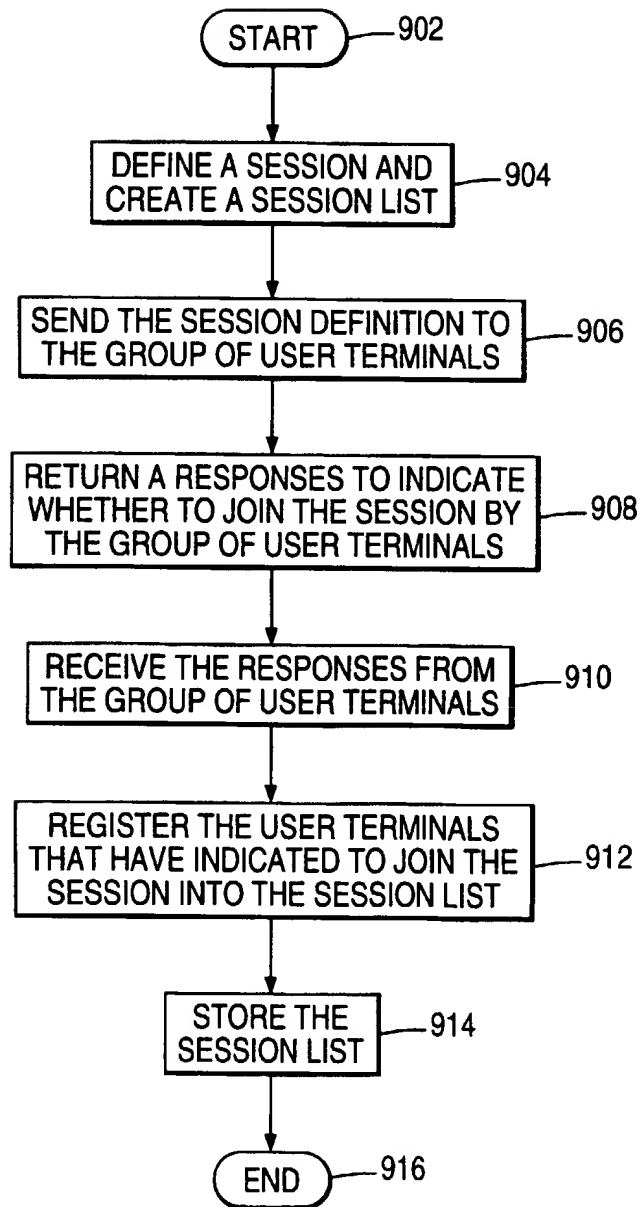 START
902
DEFINE A SESSION AND
CREATE A SESSION LIST
904
SEND THE SESSION DEFINITION TO
THE GROUP OF USER TERMINALS
906
RETURN A RESPONSES TO INDICATE
WHETHER TO JOIN THE SESSION BY
THE GROUP OF USER TERMINALS
908
RECEIVE THE RESPONSES FROM
THE GROUP OF USER TERMINALS
910
REGISTER THE USER TERMINALS
THAT HAVE INDICATED TO JOIN THE
SESSION INTO THE SESSION LIST
912
STORE THE
SESSION LIST
914
END
916